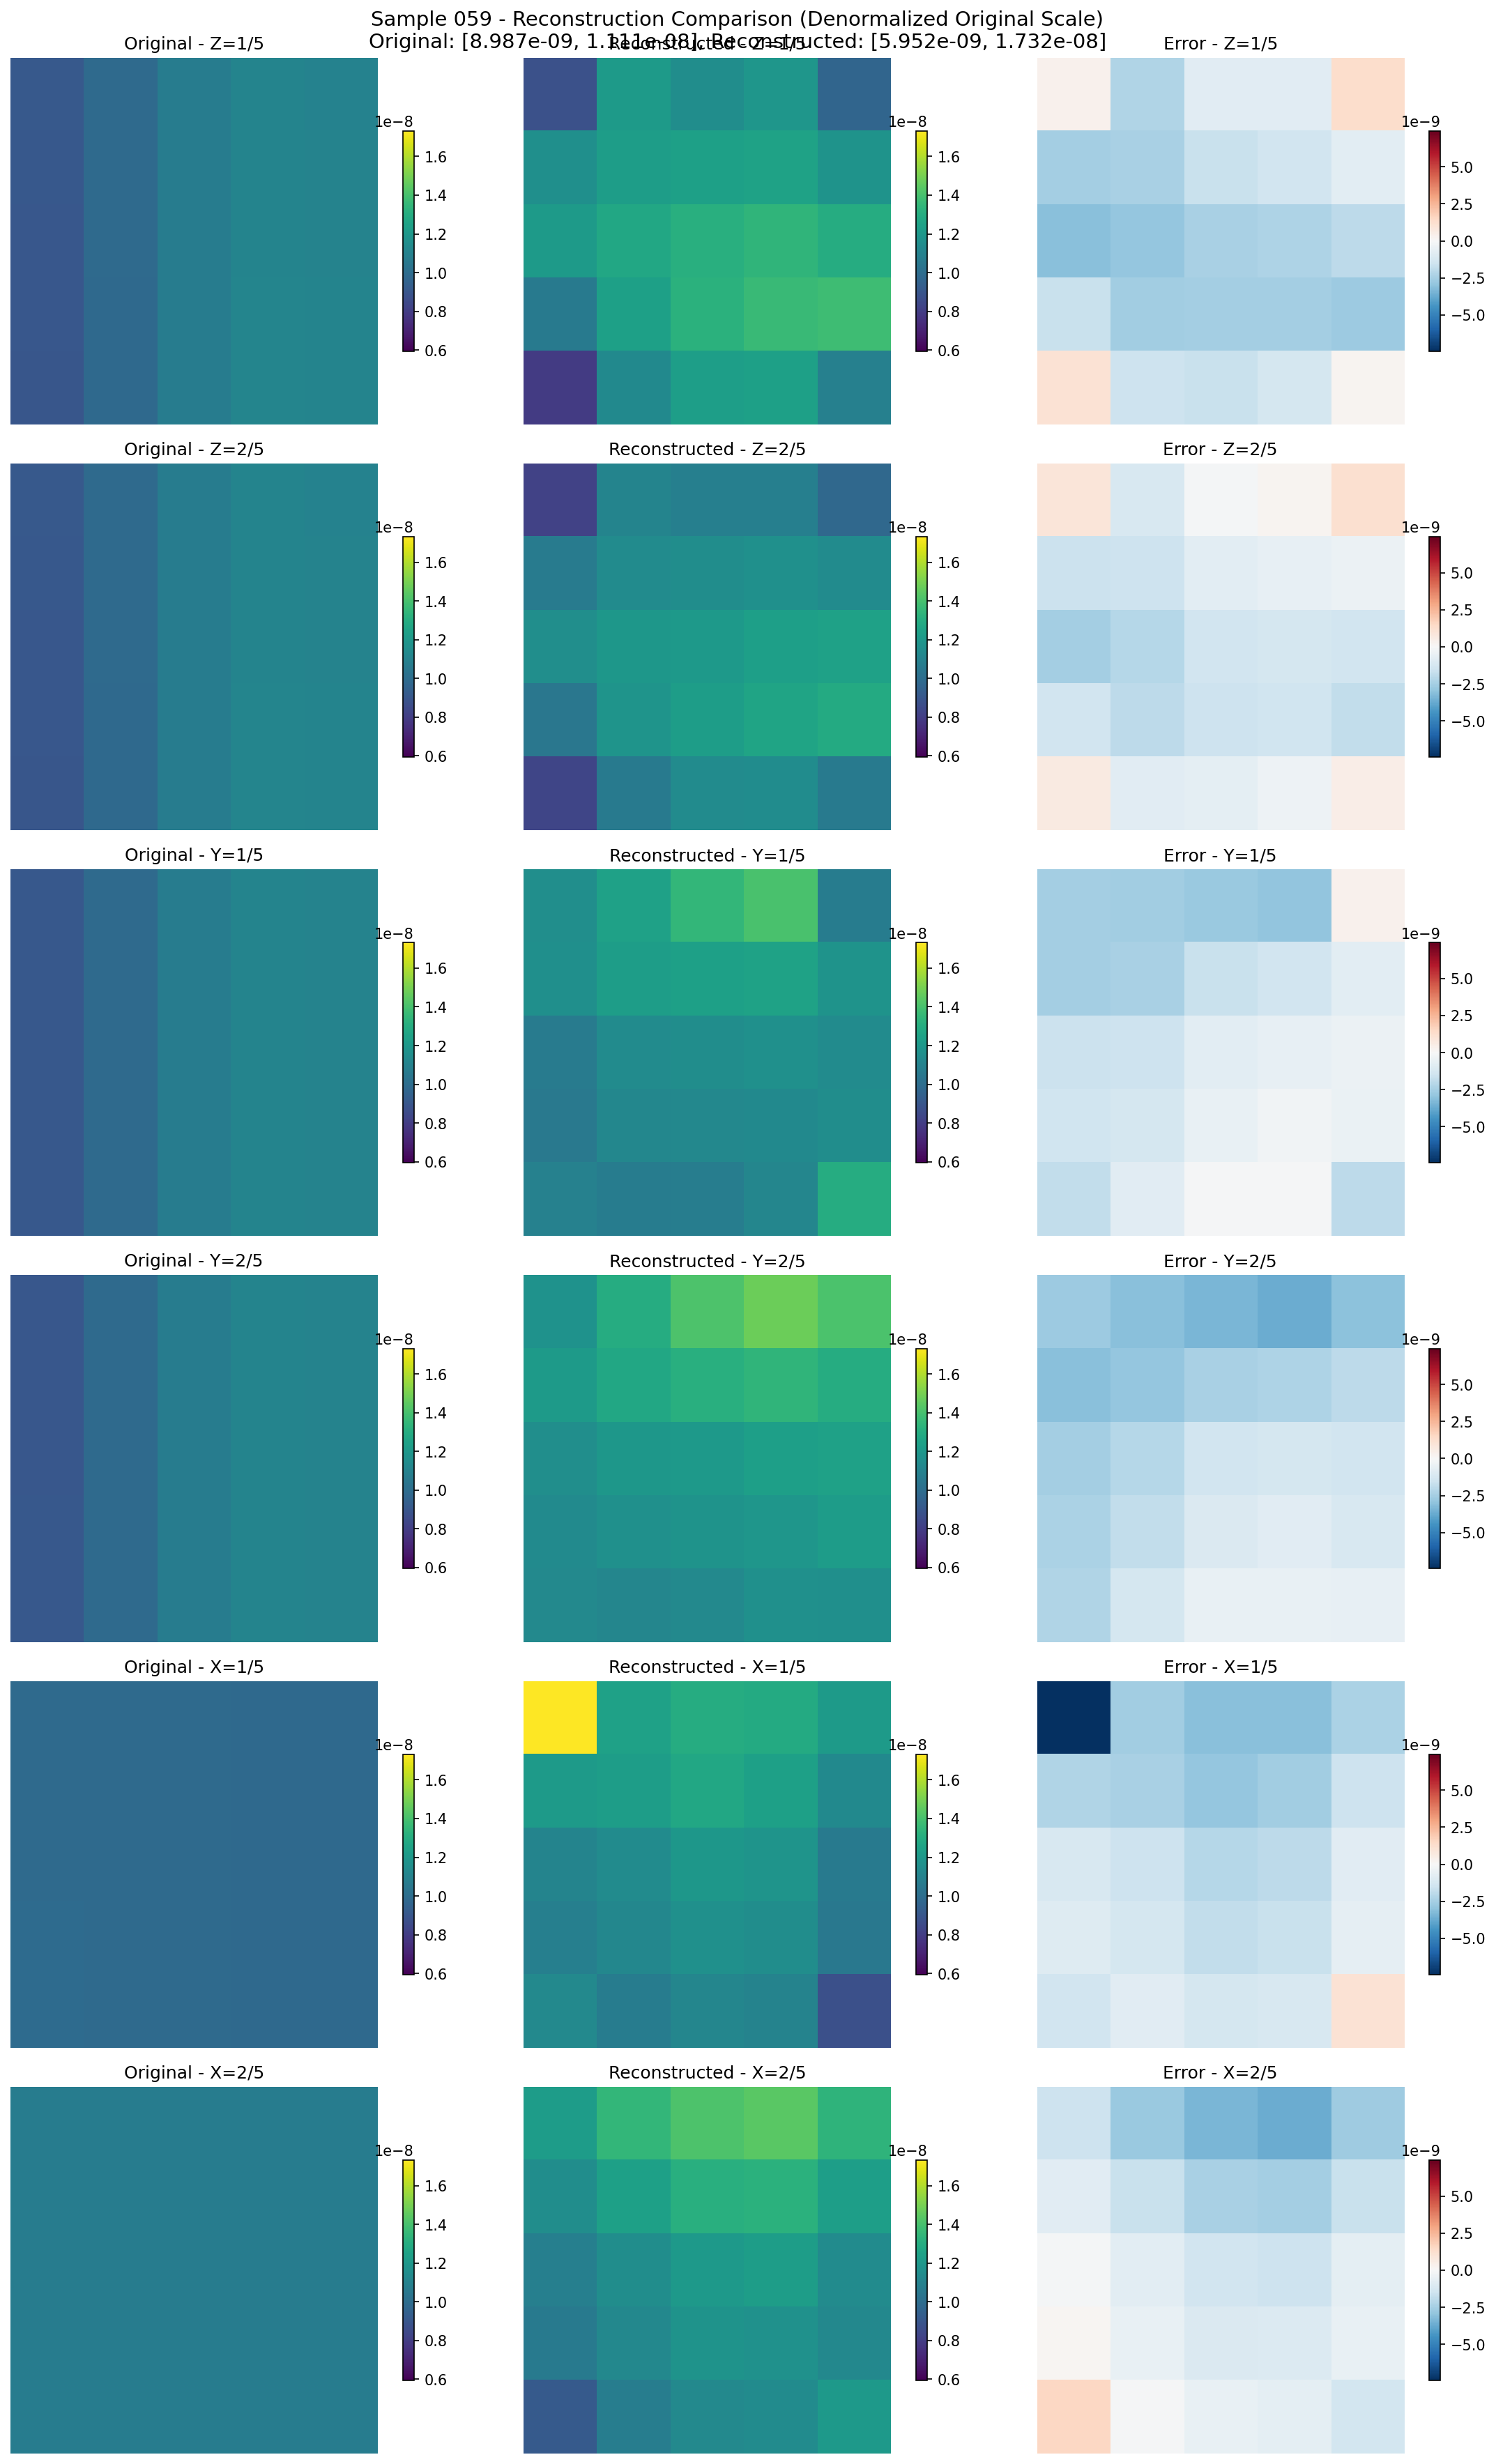 Sample 059 - Reconstruction Comparison (Denormalized Original Scale)
Original: [8.987e-09, 1.111e-08], Reconstructed: [5.952e-09, 1.732e-08]
Original - Z=1/5
Reconstructed - Z=1/5
Error - Z=1/5
1e−8
1.6
1.4
1.2
1.0
0.8
0.6
1e−8
1.6
1.4
1.2
1.0
0.8
0.6
1e−9
5.0
2.5
0.0
−2.5
−5.0
Original - Z=2/5
Reconstructed - Z=2/5
Error - Z=2/5
1e−8
1.6
1.4
1.2
1.0
0.8
0.6
1e−8
1.6
1.4
1.2
1.0
0.8
0.6
1e−9
5.0
2.5
0.0
−2.5
−5.0
Original - Y=1/5
Reconstructed - Y=1/5
Error - Y=1/5
1e−8
1.6
1.4
1.2
1.0
0.8
0.6
1e−8
1.6
1.4
1.2
1.0
0.8
0.6
1e−9
5.0
2.5
0.0
−2.5
−5.0
Original - Y=2/5
Reconstructed - Y=2/5
Error - Y=2/5
1e−8
1.6
1.4
1.2
1.0
0.8
0.6
1e−8
1.6
1.4
1.2
1.0
0.8
0.6
1e−9
5.0
2.5
0.0
−2.5
−5.0
Original - X=1/5
Reconstructed - X=1/5
Error - X=1/5
1e−8
1.6
1.4
1.2
1.0
0.8
0.6
1e−8
1.6
1.4
1.2
1.0
0.8
0.6
1e−9
5.0
2.5
0.0
−2.5
−5.0
Original - X=2/5
Reconstructed - X=2/5
Error - X=2/5
1e−8
1.6
1.4
1.2
1.0
0.8
0.6
1e−8
1.6
1.4
1.2
1.0
0.8
0.6
1e−9
5.0
2.5
0.0
−2.5
−5.0